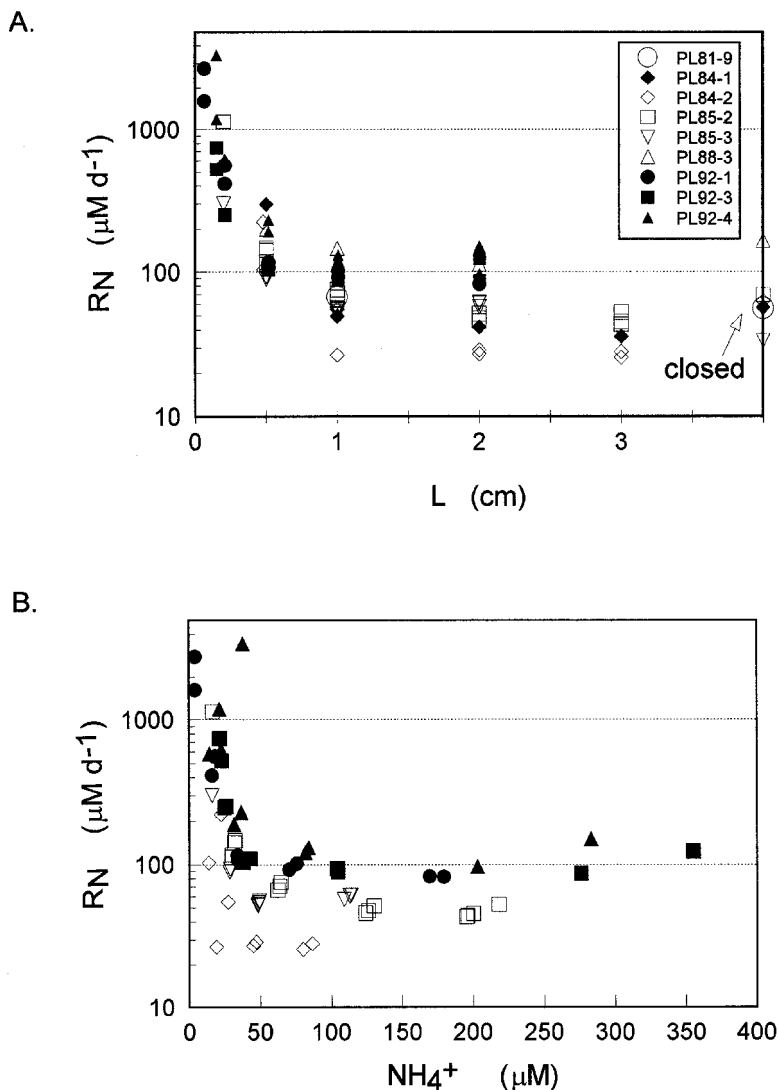 A.
1000
100
10
RN (μM d-1)
0
1
2
3
L (cm)
closed
PL81-9
PL84-1
PL84-2
PL85-2
PL85-3
PL88-3
PL92-1
PL92-3
PL92-4
B.
1000
100
10
RN (μM d-1)
0 50 100 150 200 250 300 350 400
NH4+ (μM)